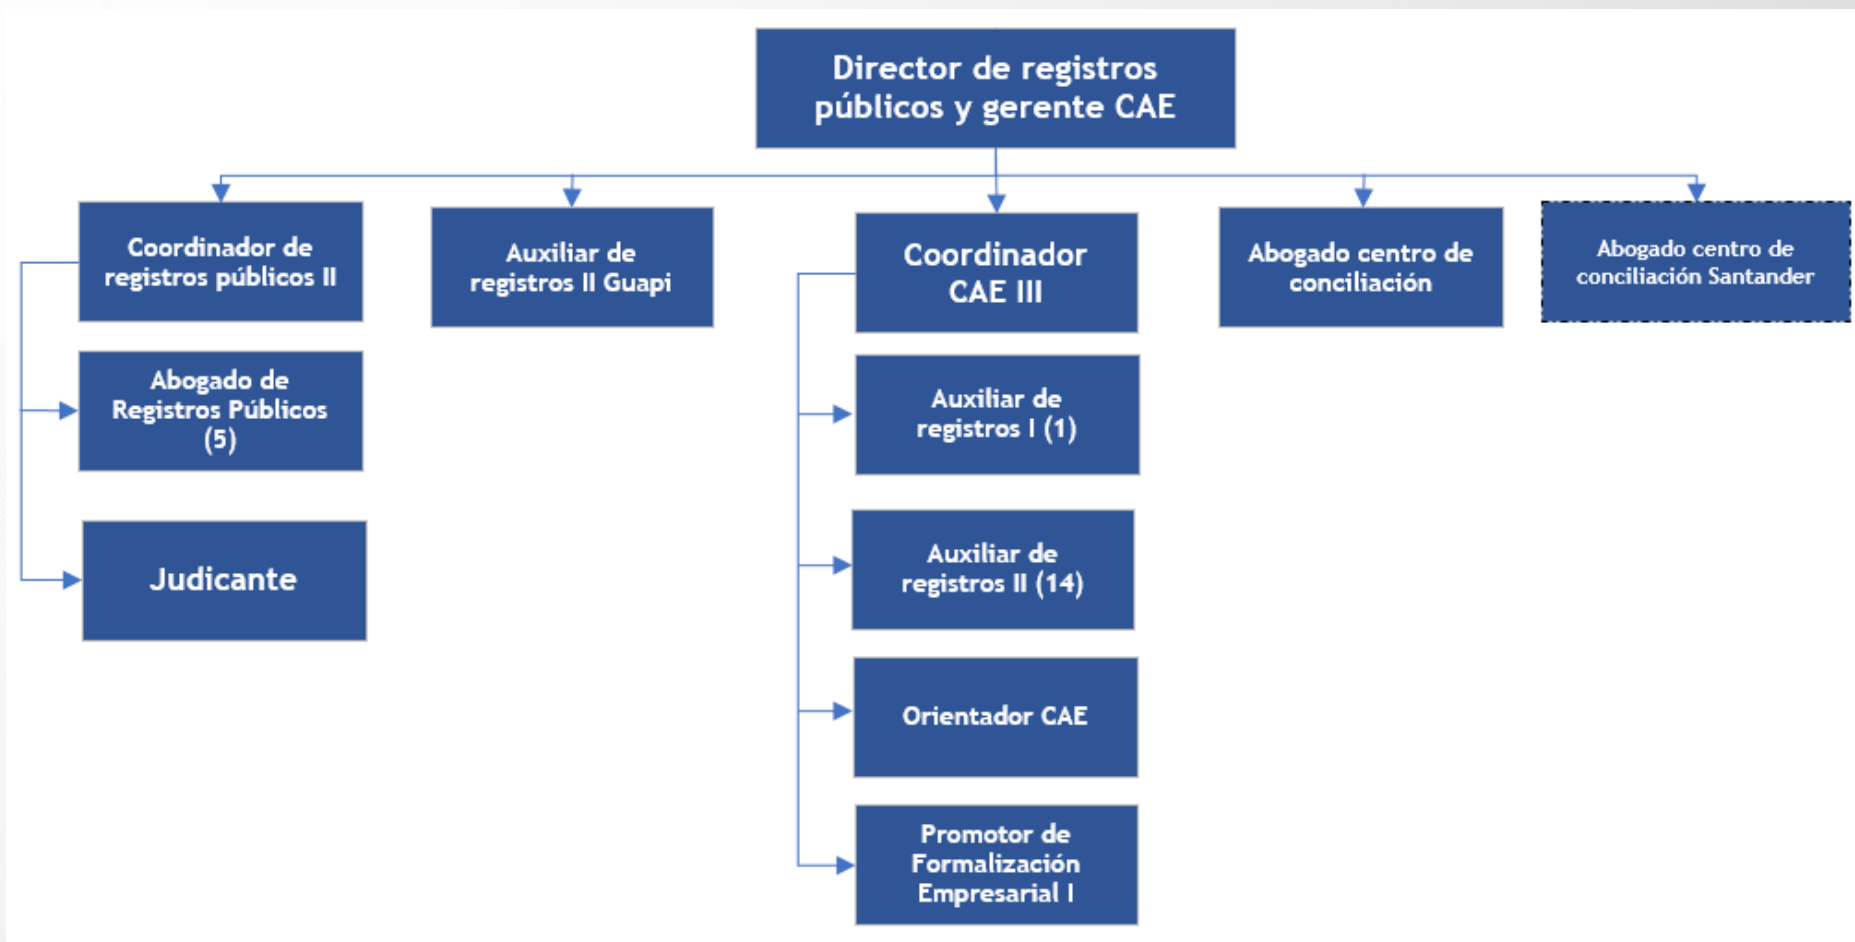 Director de registros
públicos y gerente CAE
Coordinador de
registros públicos II
Auxiliar de
registros II Guapi
Coordinador
CAE III
Abogado centro de
conciliación
Abogado centro de
conciliación Santander
Abogado de
Registros Públicos
(5)
Judicante
Auxiliar de
registros I (1)
Auxiliar de
registros II (14)
Orientador CAE
Promotor de
Formalización
Empresarial I